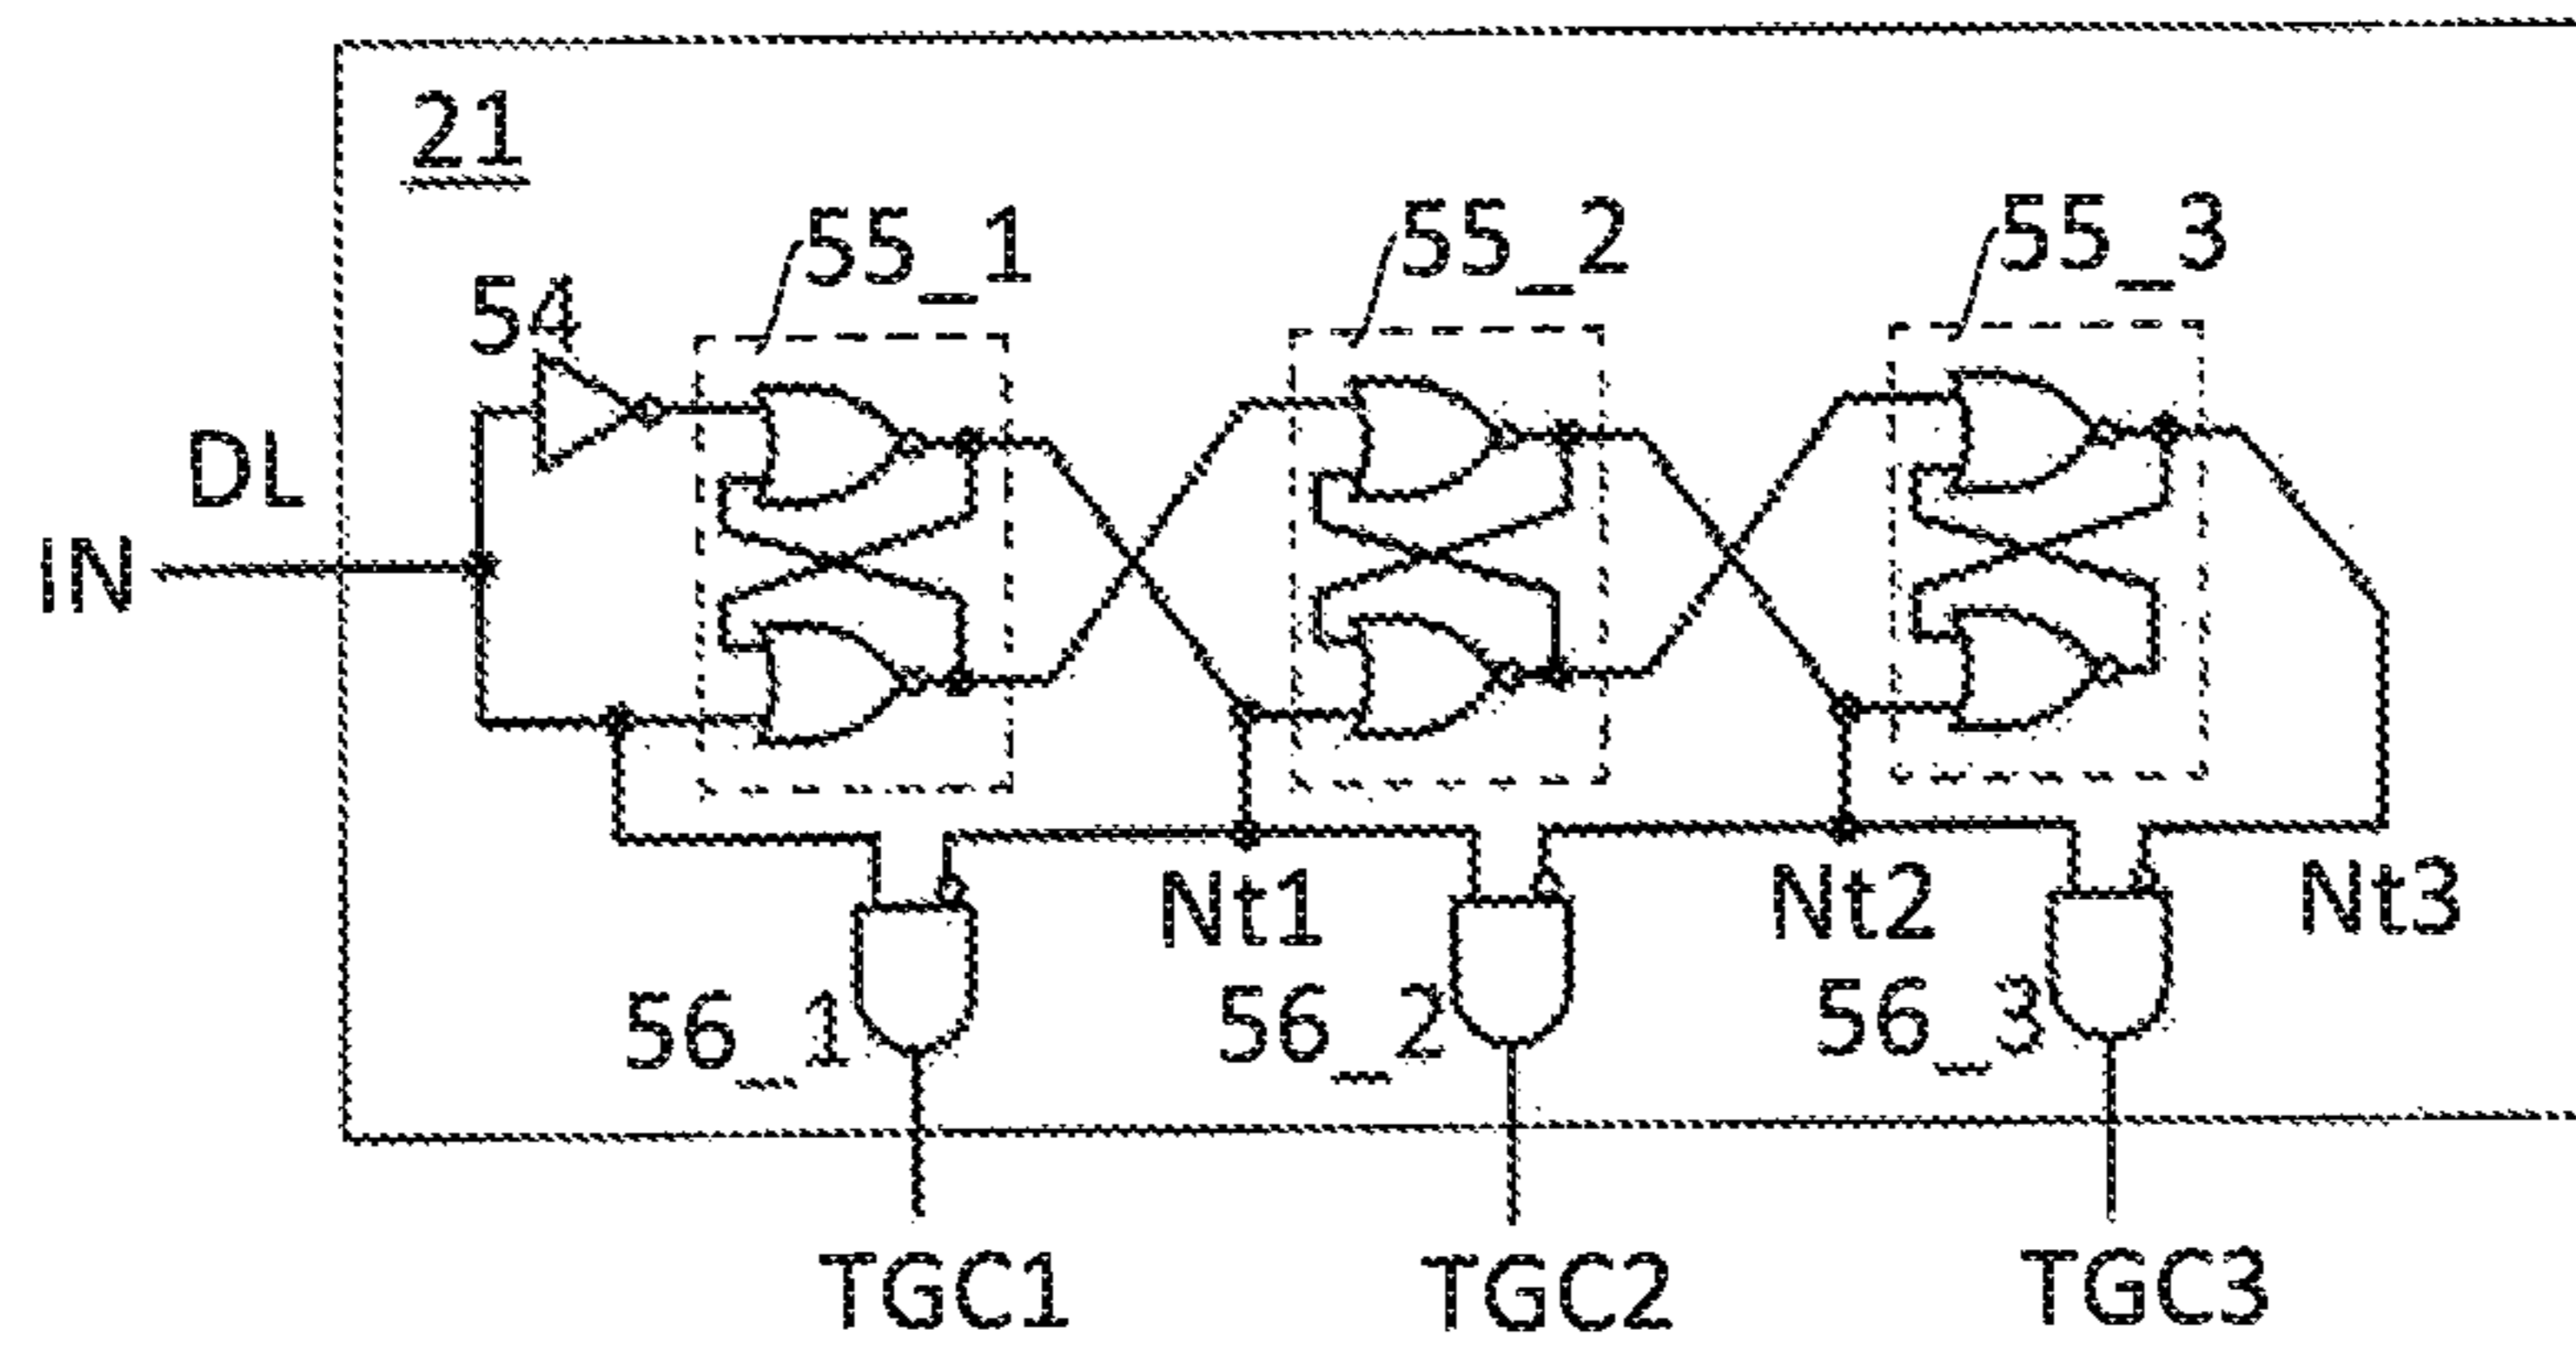 21
55_1
55_2
55_3
54
DL
IN
Nt1
Nt2
Nt3
56_1
56_2
56_3
TGC1
TGC2
TGC3